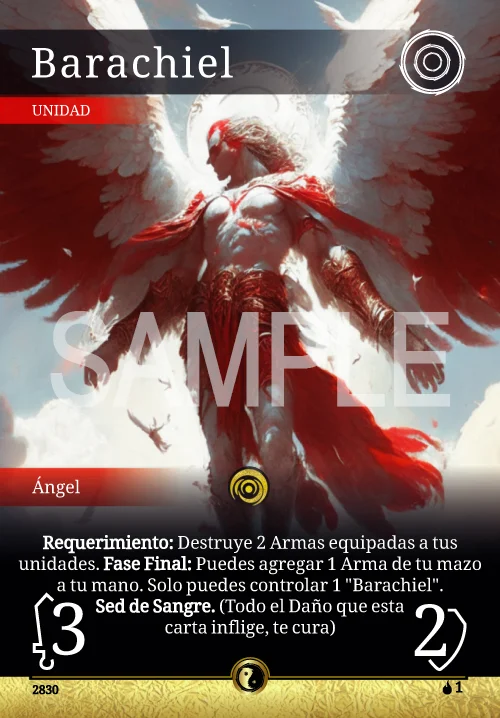 Barachiel
UNIDAD
SAMPLE
Ángel
Requerimiento: Destruye 2 Armas equipadas a tus
unidades. Fase Final: Puedes agregar 1 Arma de tu mazo
a tu mano. Solo puedes controlar 1 "Barachiel".
Sed de Sangre. (Todo el Daño que esta
carta inflige, te cura)
3
2
2830
1